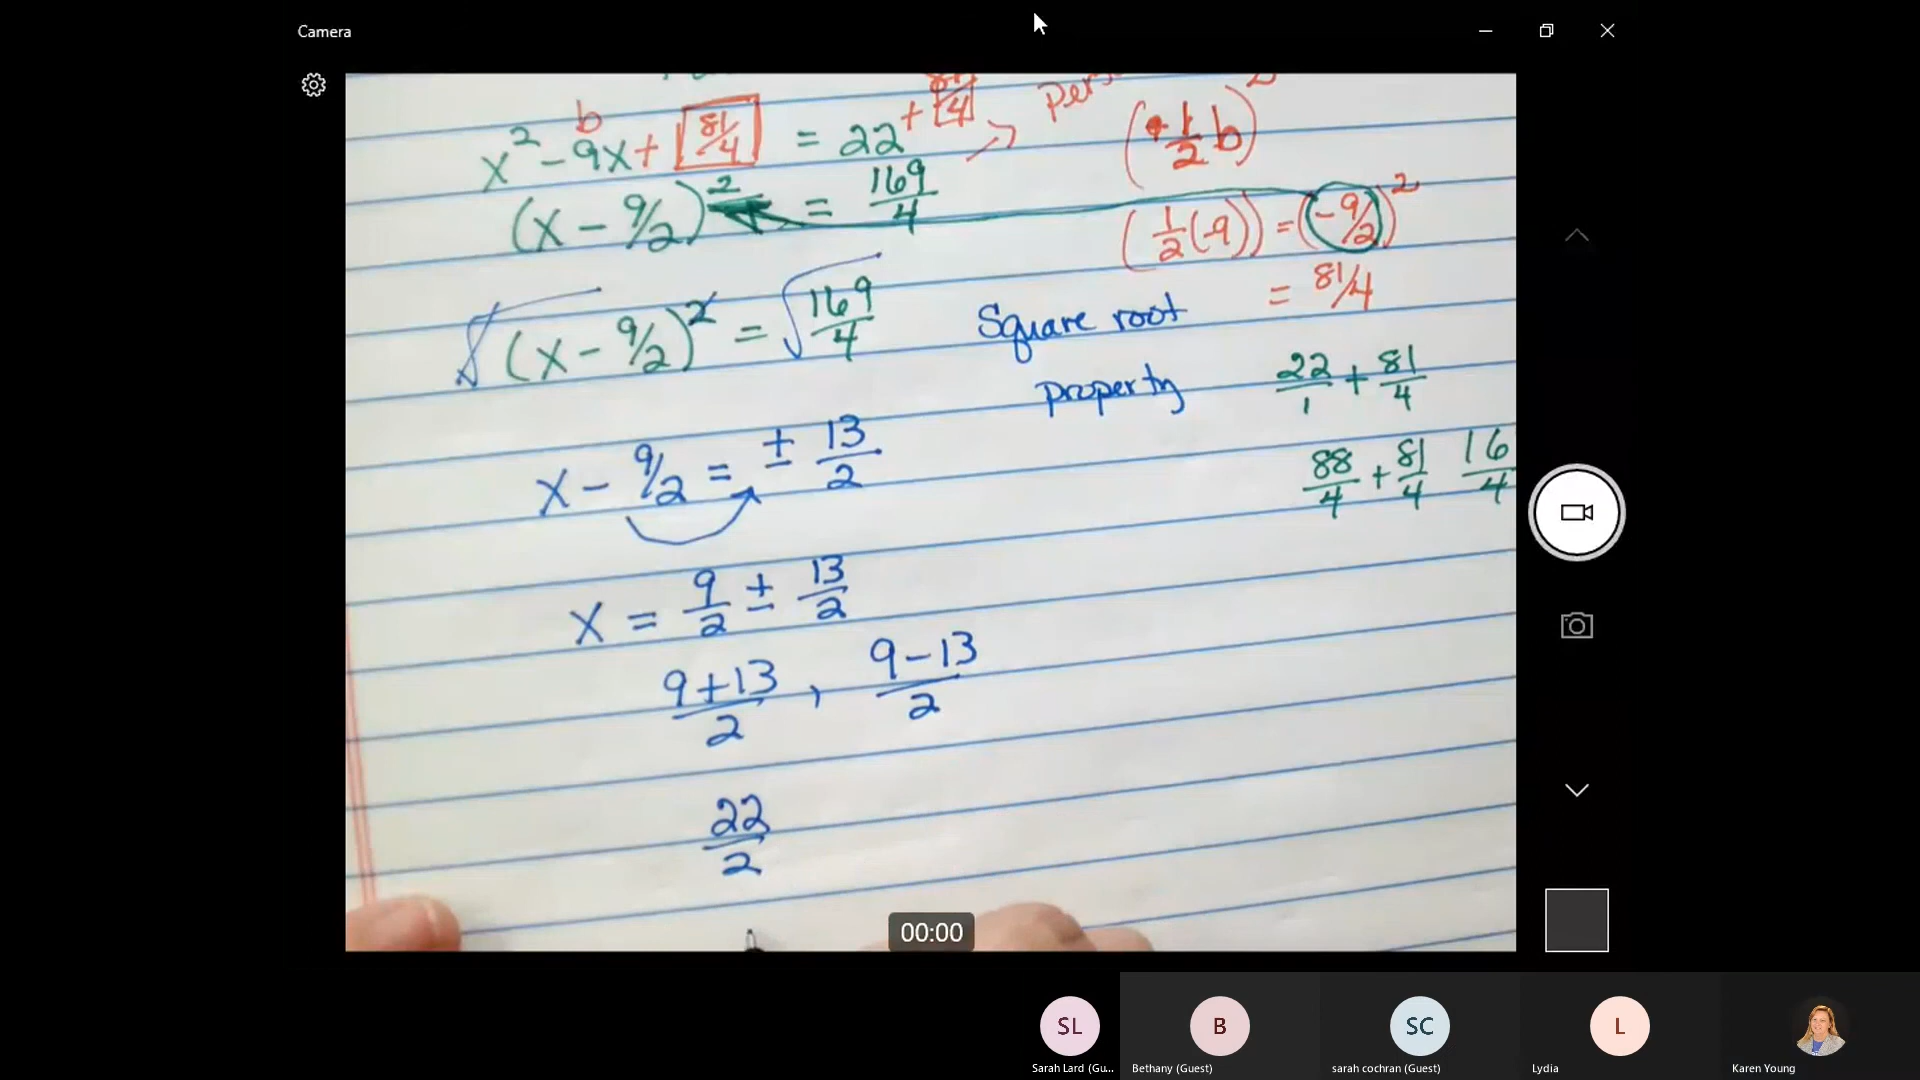 Camera
b
x² - 9x + 81/4 = 22 + 81/4
(1/2 b)²
(x - 9/2)² = 169/4
(1/2(-9)) = (-9/2)²
= 81/4
√(x - 9/2)² = √169/4
Square root
property
22/1 + 81/4
x - 9/2 = ± 13/2
88/4 + 81/4 16/4
x = 9/2 ± 13/2
9+13/2 , 9-13/2
22/2
00:00
SL B SC L
Sarah Lard (Gu... Bethany (Guest) sarah cochran (Guest) Lydia Karen Young